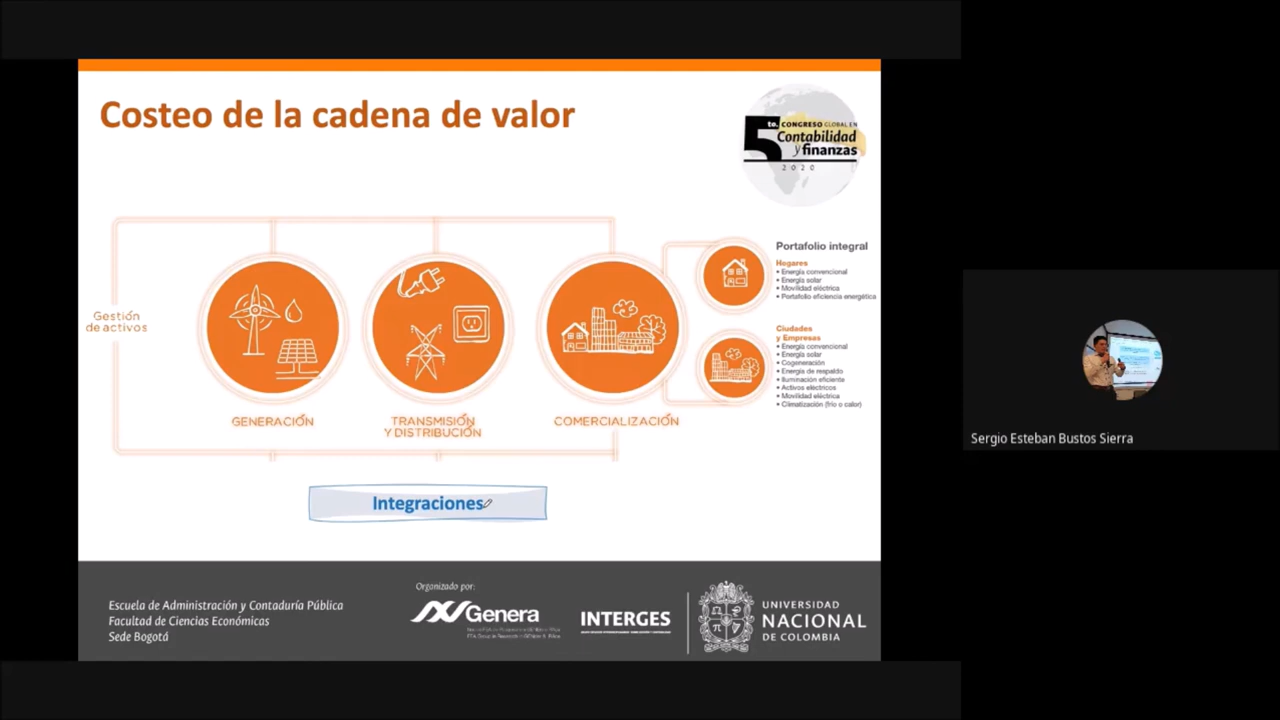 Costeo de la cadena de valor
5to. CONGRESO GLOBAL EN
Contabilidad
y finanzas
2020
Gestión
de activos
GENERACIÓN
TRANSMISIÓN
Y DISTRIBUCIÓN
COMERCIALIZACIÓN
Portafolio integral
Hogares
• Energía convencional
• Energía solar
• Movilidad eléctrica
• Portafolio eficiencia energética
Ciudades
y Empresas
• Energía convencional
• Energía solar
• Cogeneración
• Energía de respaldo
• Iluminación eficiente
• Activos eléctricos
• Movilidad eléctrica
• Climatización (frío o calor)
Integraciones
Escuela de Administración y Contaduría Pública
Facultad de Ciencias Económicas
Sede Bogotá
Organizado por:
Genera
INTERGES
UNIVERSIDAD
NACIONAL
DE COLOMBIA
Sergio Esteban Bustos Sierra